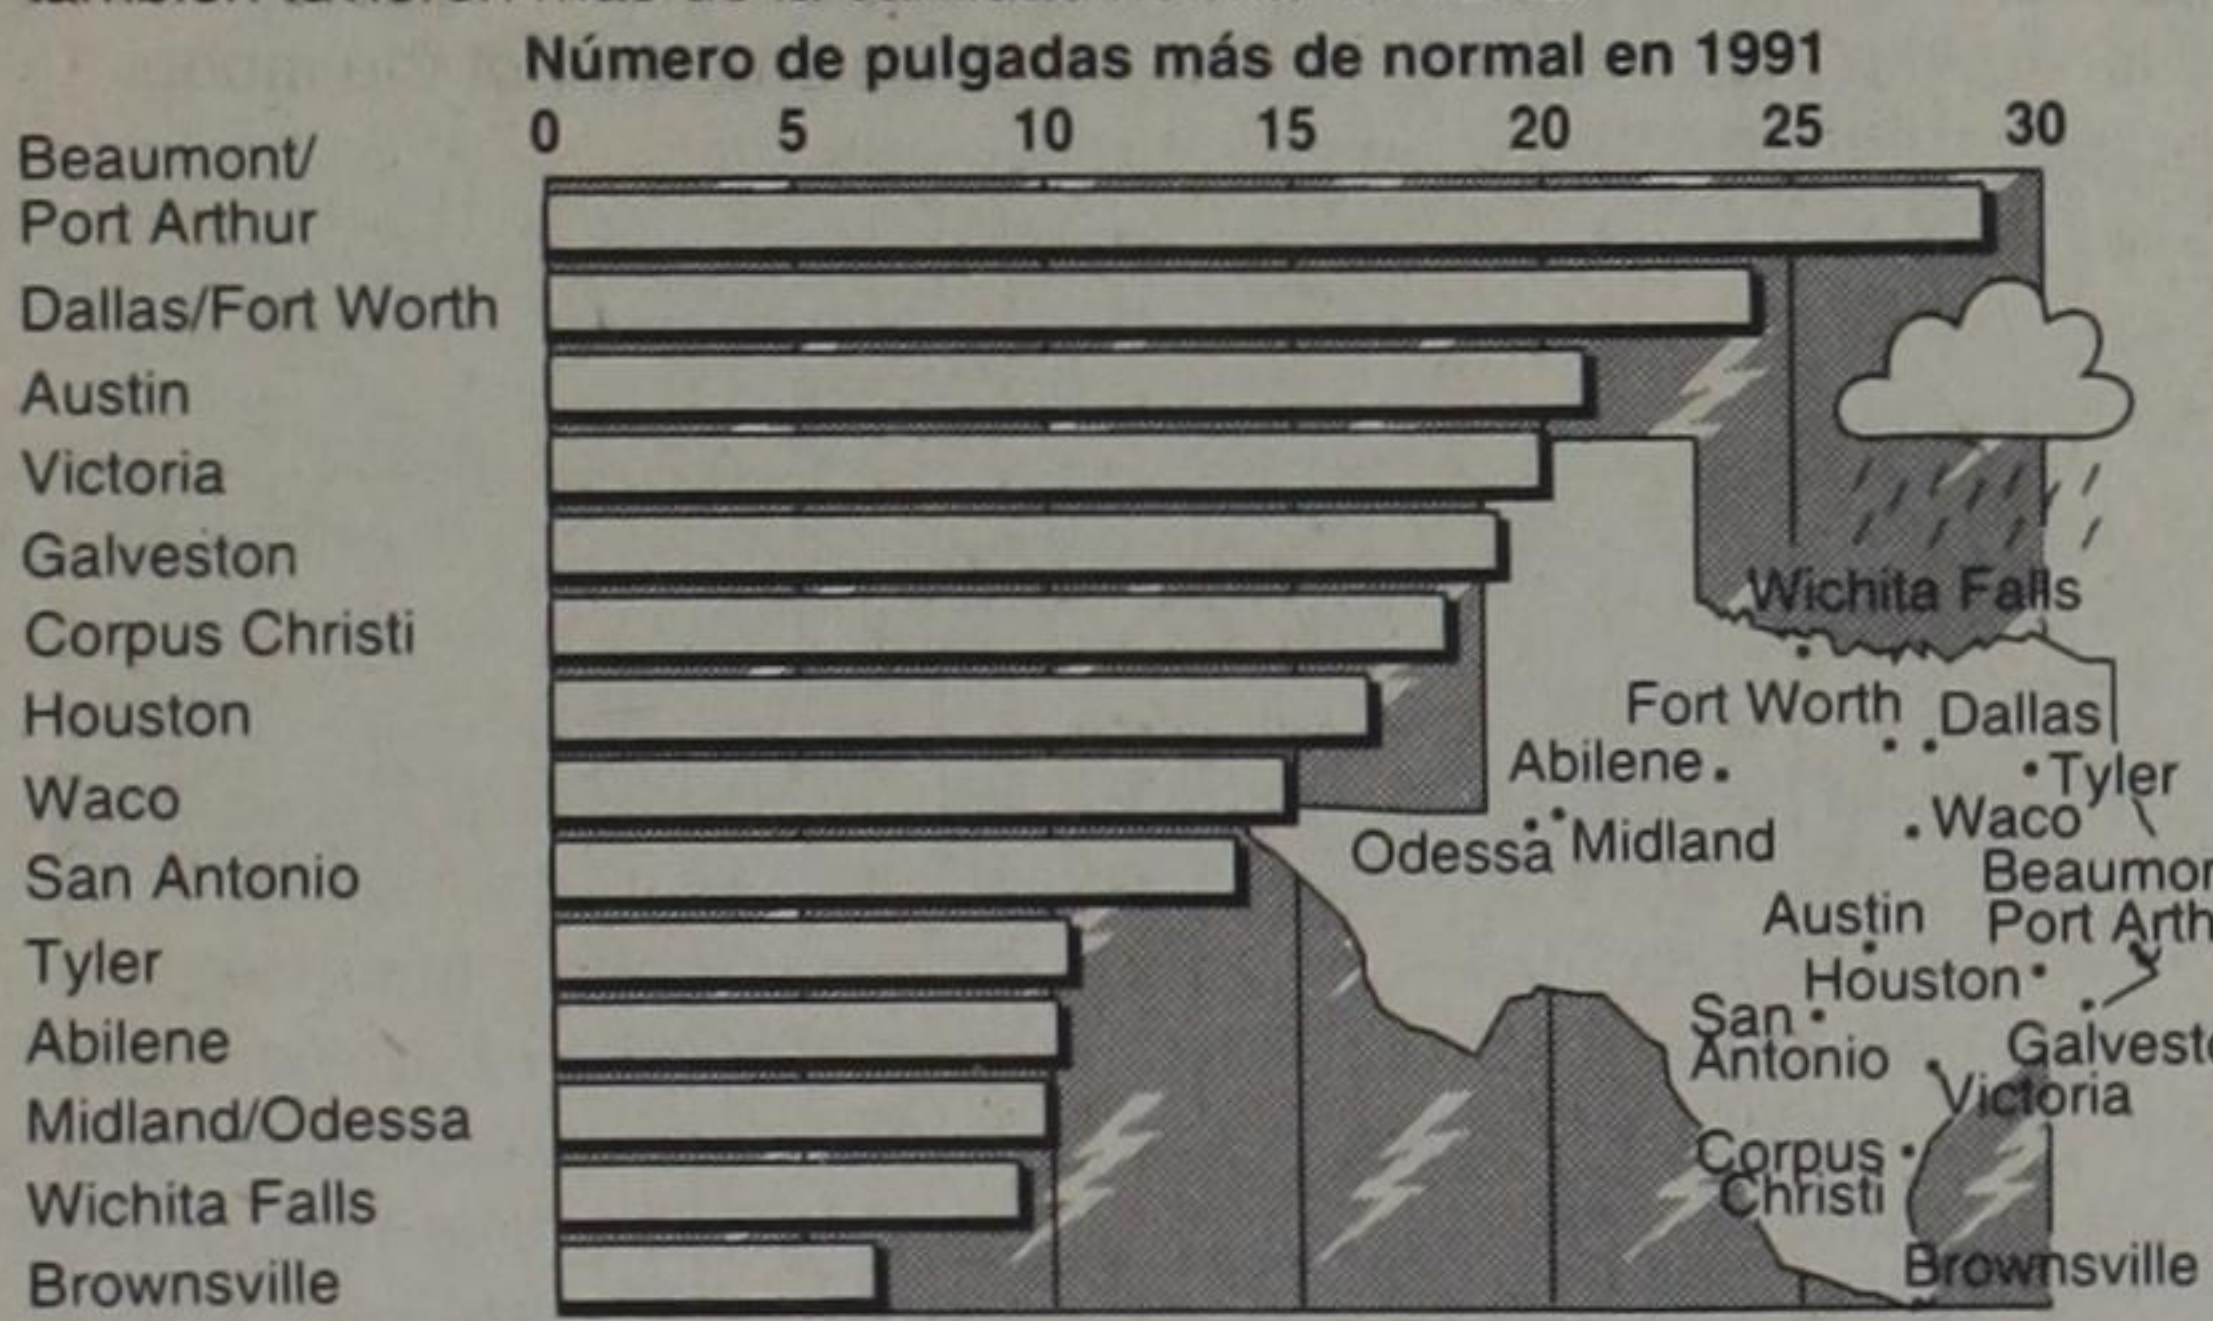 Número de pulgadas más de normal en 1991
0 5 10 15 20 25 30
Beaumont/
Port Arthur
Dallas/Fort Worth
Austin
Victoria
Galveston
Corpus Christi
Houston
Waco
San Antonio
Tyler
Abilene
Midland/Odessa
Wichita Falls
Brownsville
Wichita Falls
Fort Worth
Dallas
Abilene
Tyler
Odessa
Midland
Waco
Austin
Houston
San
Antonio
Victoria
Corpus
Christi
Brownsville